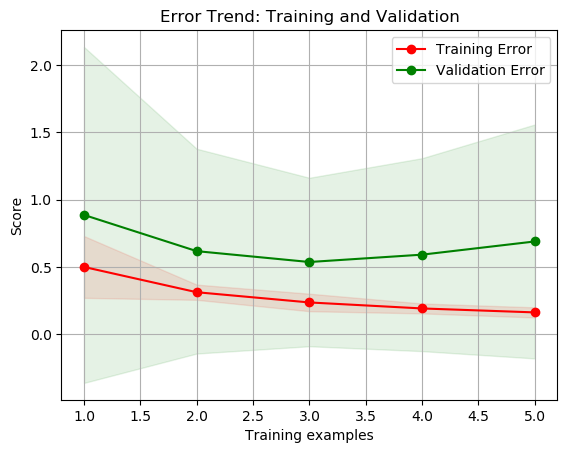 Error Trend: Training and Validation
Training Error
Validation Error
2.0
1.5
1.0
0.5
0.0
Score
1.0 1.5 2.0 2.5 3.0 3.5 4.0 4.5 5.0
Training examples